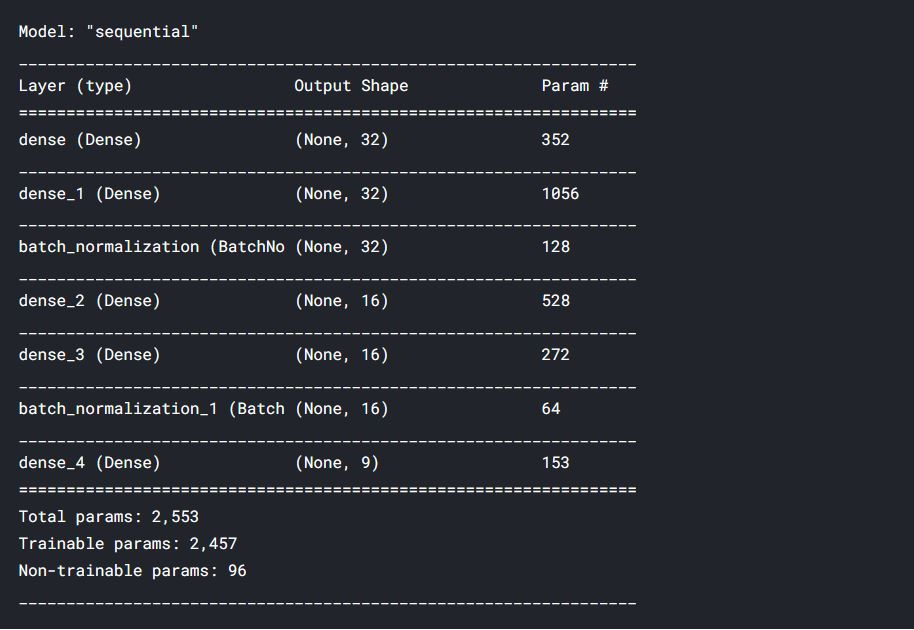 Model: "sequential"
_________________________________________________________________
Layer (type)                 Output Shape              Param #
=================================================================
dense (Dense)                (None, 32)                352
_________________________________________________________________
dense_1 (Dense)              (None, 32)                1056
_________________________________________________________________
batch_normalization (BatchNo (None, 32)                128
_________________________________________________________________
dense_2 (Dense)              (None, 16)                528
_________________________________________________________________
dense_3 (Dense)              (None, 16)                272
_________________________________________________________________
batch_normalization_1 (Batch (None, 16)                64
_________________________________________________________________
dense_4 (Dense)              (None, 9)                 153
=================================================================
Total params: 2,553
Trainable params: 2,457
Non-trainable params: 96
_________________________________________________________________